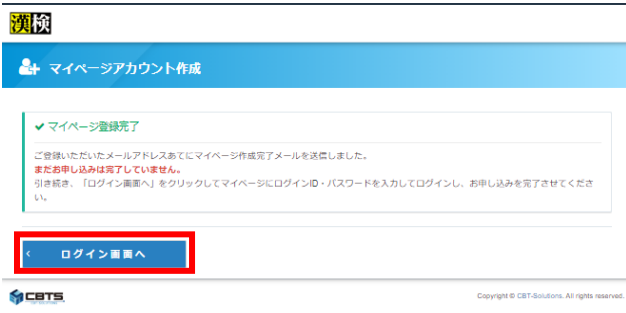 漢検
マイページアカウント作成
マイページ登録完了
ご登録いただいたメールアドレスあてにマイページ作成完了メールを送信しました。
まだお申し込みは完了していません。
引き続き、「ログイン画面へ」をクリックしてマイページにログインID・パスワードを入力してログインし、お申し込みを完了させてくださ
い。
ログイン画面へ
CBTS
Copyright © CBT-Solutions. All rights reserved.